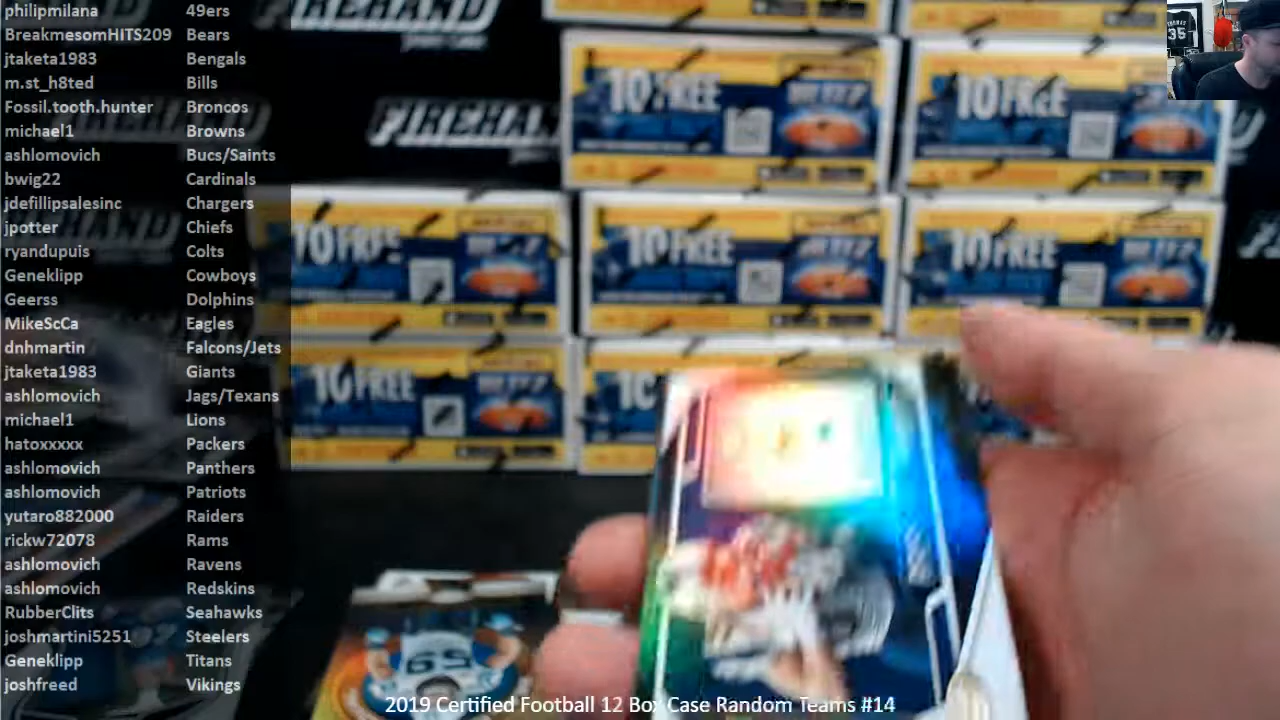 philipmilana 49ers
BreakmesomHITS209 Bears
jtaketa1983 Bengals
m.st_h8ted Bills
Fossil.tooth.hunter Broncos
michael1 Browns
ashlomovich Bucs/Saints
bwig22 Cardinals
jdefillipsalesinc Chargers
jpotter Chiefs
ryandupuis Colts
Geneklipp Cowboys
Geerss Dolphins
MikeScCa Eagles
dnhmartin Falcons/Jets
jtaketa1983 Giants
ashlomovich Jags/Texans
michael1 Lions
hatoxxxxx Packers
ashlomovich Panthers
ashlomovich Patriots
yutaro882000 Raiders
rickw72078 Rams
ashlomovich Ravens
ashlomovich Redskins
RubberClits Seahawks
joshmartini5251 Steelers
Geneklipp Titans
joshfreed Vikings
FIREHAND
FIREHAND
10 FREE
10 FREE
10 FREE
10 FREE
10 FREE
10 FREE
THOMAS
35
59
2019 Certified Football 12 Box Case Random Teams #14